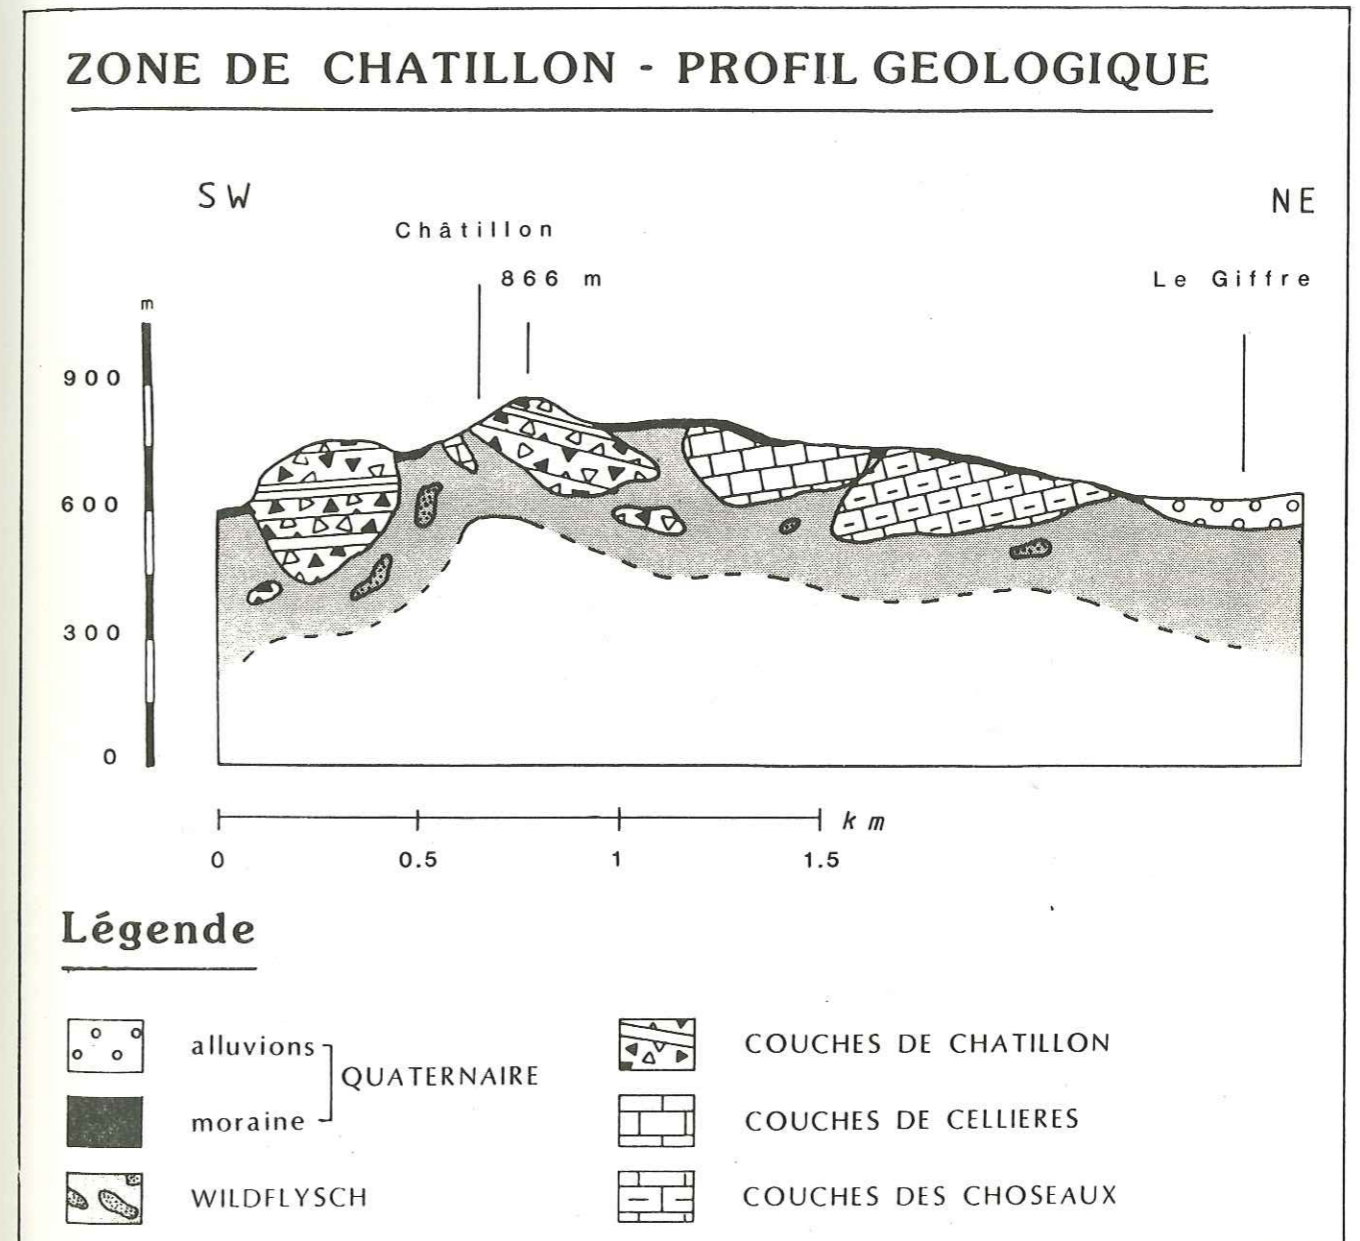 ZONE DE CHATILLON - PROFIL GEOLOGIQUE
SW
NE
Châtillon
866 m
Le Giffre
m
900
600
300
0
km
0 0.5 1 1.5
Légende
alluvions
QUATERNAIRE
moraine
WILDFLYSCH
COUCHES DE CHATILLON
COUCHES DE CELLIERES
COUCHES DES CHOSEAUX